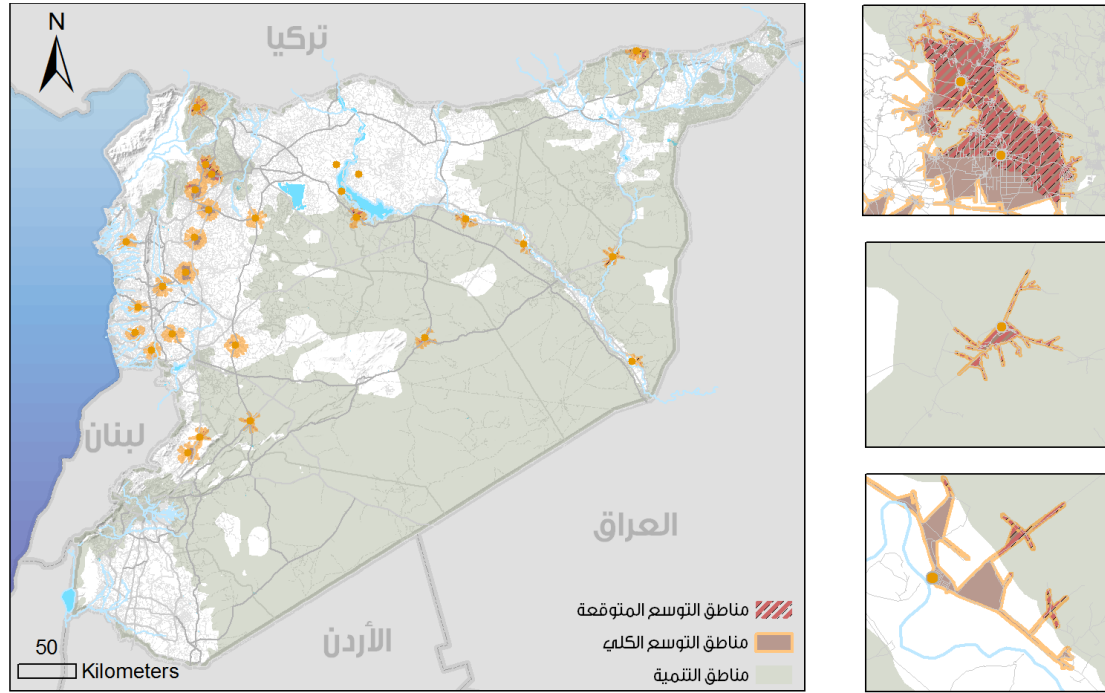 N
تركيا
لبنان
العراق
الأردن
مناطق التوسع المتوقعة
مناطق التوسع الكلي
مناطق التنمية
50
Kilometers